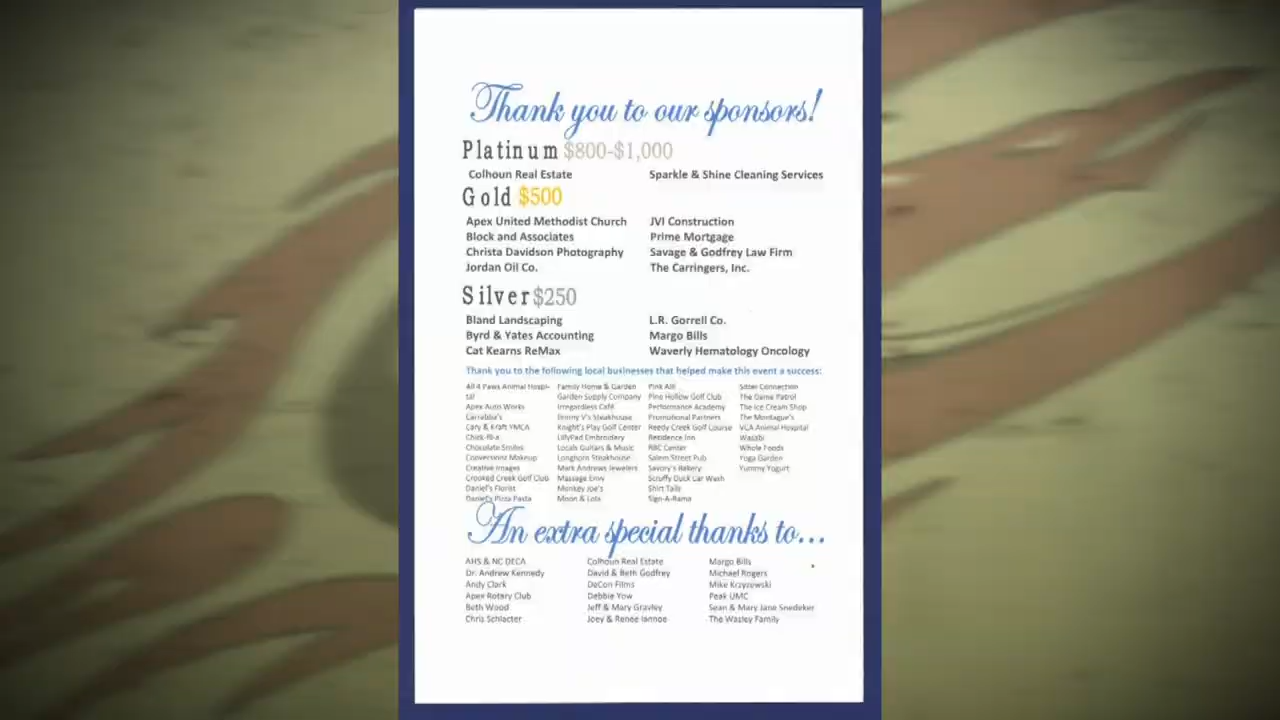 Thank you to our sponsors!
Platinum $800-$1,000
Colhoun Real Estate
Sparkle & Shine Cleaning Services
Gold $500
Apex United Methodist Church
Block and Associates
Christa Davidson Photography
Jordan Oil Co.
JVI Construction
Prime Mortgage
Savage & Godfrey Law Firm
The Carringers, Inc.
Silver $250
Bland Landscaping
Byrd & Yates Accounting
Cat Kearns ReMax
L.R. Gorrell Co.
Margo Bills
Waverly Hematology Oncology
Thank you to the following local businesses that helped make this event a success:
All 4 Paws Animal Hospi-
tal
Apex Auto Works
Carrabba's
Cary & Kraft YMCA
Chick-fil-a
Chocolate Smiles
Conversant Makeup
Creative Images
Crooked Creek Golf Club
Daniel's Florist
Daniel's Pizza Pasta
Family Home & Garden
Garden Supply Company
Irregardless Café
Jimmy V's Steakhouse
Knight's Play Golf Center
LillyPad Embroidery
Locals Guitars & Music
Longhorn Steakhouse
Mark Andrews Jewelers
Massage Envy
Monkey Joe's
Moon & Lola
Pink Alli
Pine Hollow Golf Club
Performance Academy
Promotional Partners
Reedy Creek Golf Course
Residence Inn
RBC Center
Salem Street Pub
Savory's Bakery
Scruffy Duck Car Wash
Shirt Tails
Sign-A-Rama
Silver Connection
The Game Patrol
The Ice Cream Shop
The Montague's
VCA Animal Hospital
Wasabi
Whole Foods
Yoga Garden
Yummy Yogurt
An extra special thanks to...
AHS & NC DECA
Dr. Andrew Kennedy
Andy Clark
Apex Rotary Club
Beth Wood
Chris Schlacter
Colhoun Real Estate
David & Beth Godfrey
DeCon Films
Debbie Yow
Jeff & Mary Gravley
Joey & Renee Iannoe
Margo Bills
Michael Rogers
Mike Krzyzewski
Peak UMC
Sean & Mary Jane Snedeker
The Wasley Family